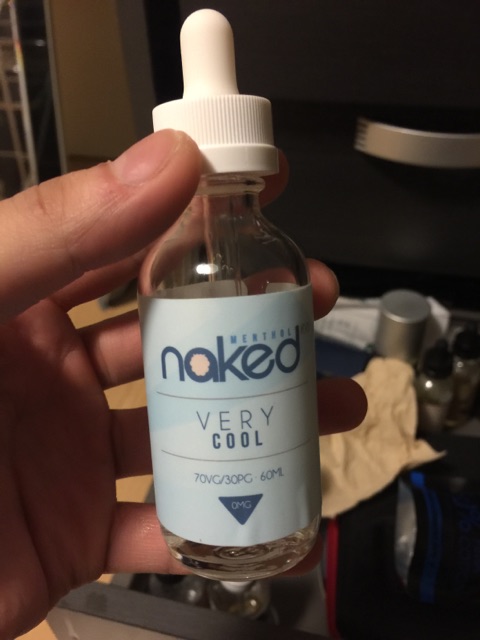 MENTHOL
naked
VERY
COOL
70VG/30PG 60ML
0MG